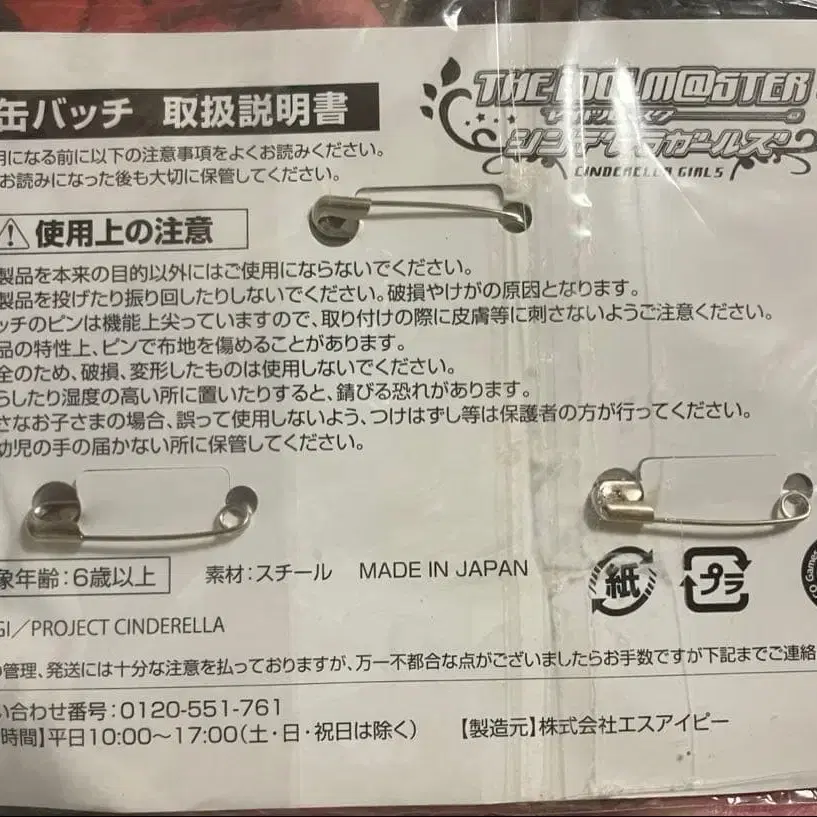 缶バッチ 取扱説明書
THE iDOLM@STER
シンデレラガールズ
CINDERELLA GIRLS
用になる前に以下の注意事項をよくお読みください。
お読みになった後も大切に保管してください。
使用上の注意
製品を本来の目的以外にはご使用にならないでください。
製品を投げたり振り回したりしないでください。破損やけがの原因となります。
ッチのピンは機能上尖っていますので、取り付けの際に皮膚等に刺さないようご注意ください。
品の特性上、ピンで布地を傷めることがあります。
全のため、破損、変形したものは使用しないでください。
らしたり湿度の高い所に置いたりすると、錆びる恐れがあります。
さなお子さまの場合、誤って使用しないよう、つけはずし等は保護者の方が行ってください。
幼児の手の届かない所に保管してください。
象年齢：6歳以上 素材：スチール MADE IN JAPAN
紙 プラ
GI／PROJECT CINDERELLA
管理、発送には十分な注意を払っておりますが、万一不都合な点がございましたらお手数ですが下記までご連絡
い合わせ番号：0120-551-761
時間】平日10:00〜17:00（土・日・祝日は除く） 【製造元】株式会社エスアイピー